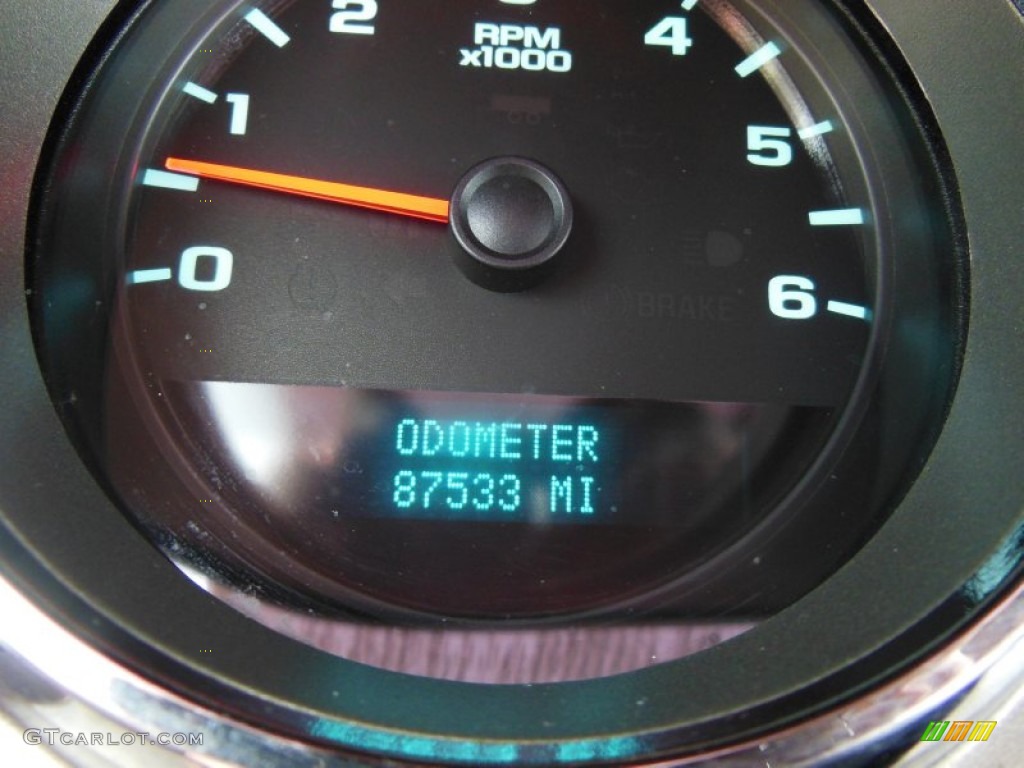 2
4
RPM
x1000
1
5
0
6
BRAKE
ODOMETER
87533 MI
GTCARLOT.COM